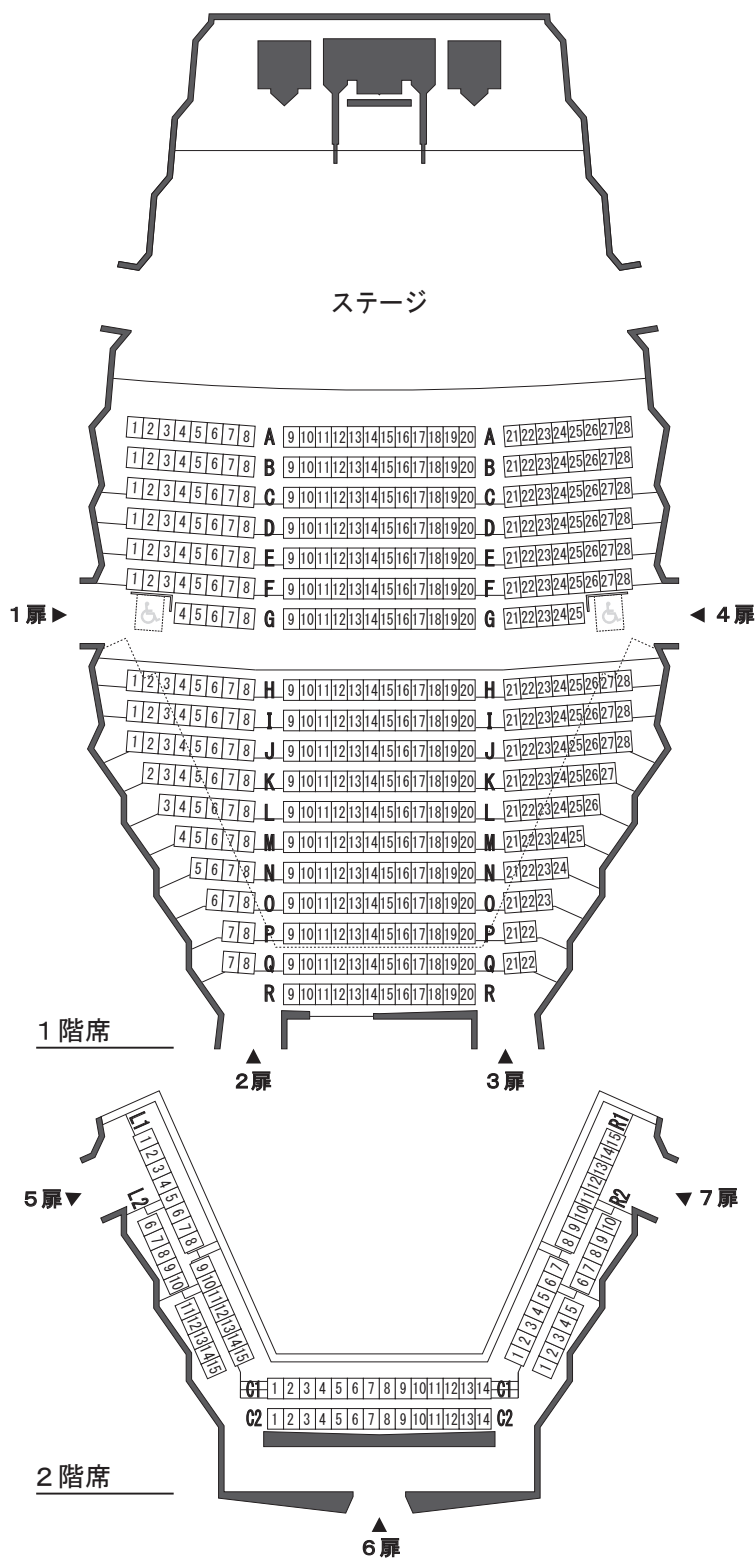 ステージ
1 2 3 4 5 6 7 8 A 9 10 11 12 13 14 15 16 17 18 19 20 A 21 22 23 24 25 26 27 28
1 2 3 4 5 6 7 8 B 9 10 11 12 13 14 15 16 17 18 19 20 B 21 22 23 24 25 26 27 28
1 2 3 4 5 6 7 8 C 9 10 11 12 13 14 15 16 17 18 19 20 C 21 22 23 24 25 26 27 28
1 2 3 4 5 6 7 8 D 9 10 11 12 13 14 15 16 17 18 19 20 D 21 22 23 24 25 26 27 28
1 2 3 4 5 6 7 8 E 9 10 11 12 13 14 15 16 17 18 19 20 E 21 22 23 24 25 26 27 28
1 2 3 4 5 6 7 8 F 9 10 11 12 13 14 15 16 17 18 19 20 F 21 22 23 24 25 26 27 28
1扉▶ 4 5 6 7 8 G 9 10 11 12 13 14 15 16 17 18 19 20 G 21 22 23 24 25 ◀4扉
1 2 3 4 5 6 7 8 H 9 10 11 12 13 14 15 16 17 18 19 20 H 21 22 23 24 25 26 27 28
1 2 3 4 5 6 7 8 I 9 10 11 12 13 14 15 16 17 18 19 20 I 21 22 23 24 25 26 27 28
1 2 3 4 5 6 7 8 J 9 10 11 12 13 14 15 16 17 18 19 20 J 21 22 23 24 25 26 27 28
2 3 4 5 6 7 8 K 9 10 11 12 13 14 15 16 17 18 19 20 K 21 22 23 24 25 26 27
3 4 5 6 7 8 L 9 10 11 12 13 14 15 16 17 18 19 20 L 21 22 23 24 25 26
4 5 6 7 8 M 9 10 11 12 13 14 15 16 17 18 19 20 M 21 22 23 24 25
5 6 7 8 N 9 10 11 12 13 14 15 16 17 18 19 20 N 21 22 23 24
6 7 8 O 9 10 11 12 13 14 15 16 17 18 19 20 O 21 22 23
7 8 P 9 10 11 12 13 14 15 16 17 18 19 20 P 21 22
7 8 Q 9 10 11 12 13 14 15 16 17 18 19 20 Q 21 22
R 9 10 11 12 13 14 15 16 17 18 19 20 R
1階席
▲ ▲
2扉 3扉
L1 1 2 3 4 5 6 7 8 9 10 11 12 13 14 15
5扉▼
L2 6 7 8 9 10 11 12 13 14 15
R1 15 14 13 12 11 10 9 8 7 6 5 4 3 2 1
▼7扉
R2 10 9 8 7 6 5 4 3 2 1
C1 1 2 3 4 5 6 7 8 9 10 11 12 13 14 C1
C2 1 2 3 4 5 6 7 8 9 10 11 12 13 14 C2
2階席
▲
6扉